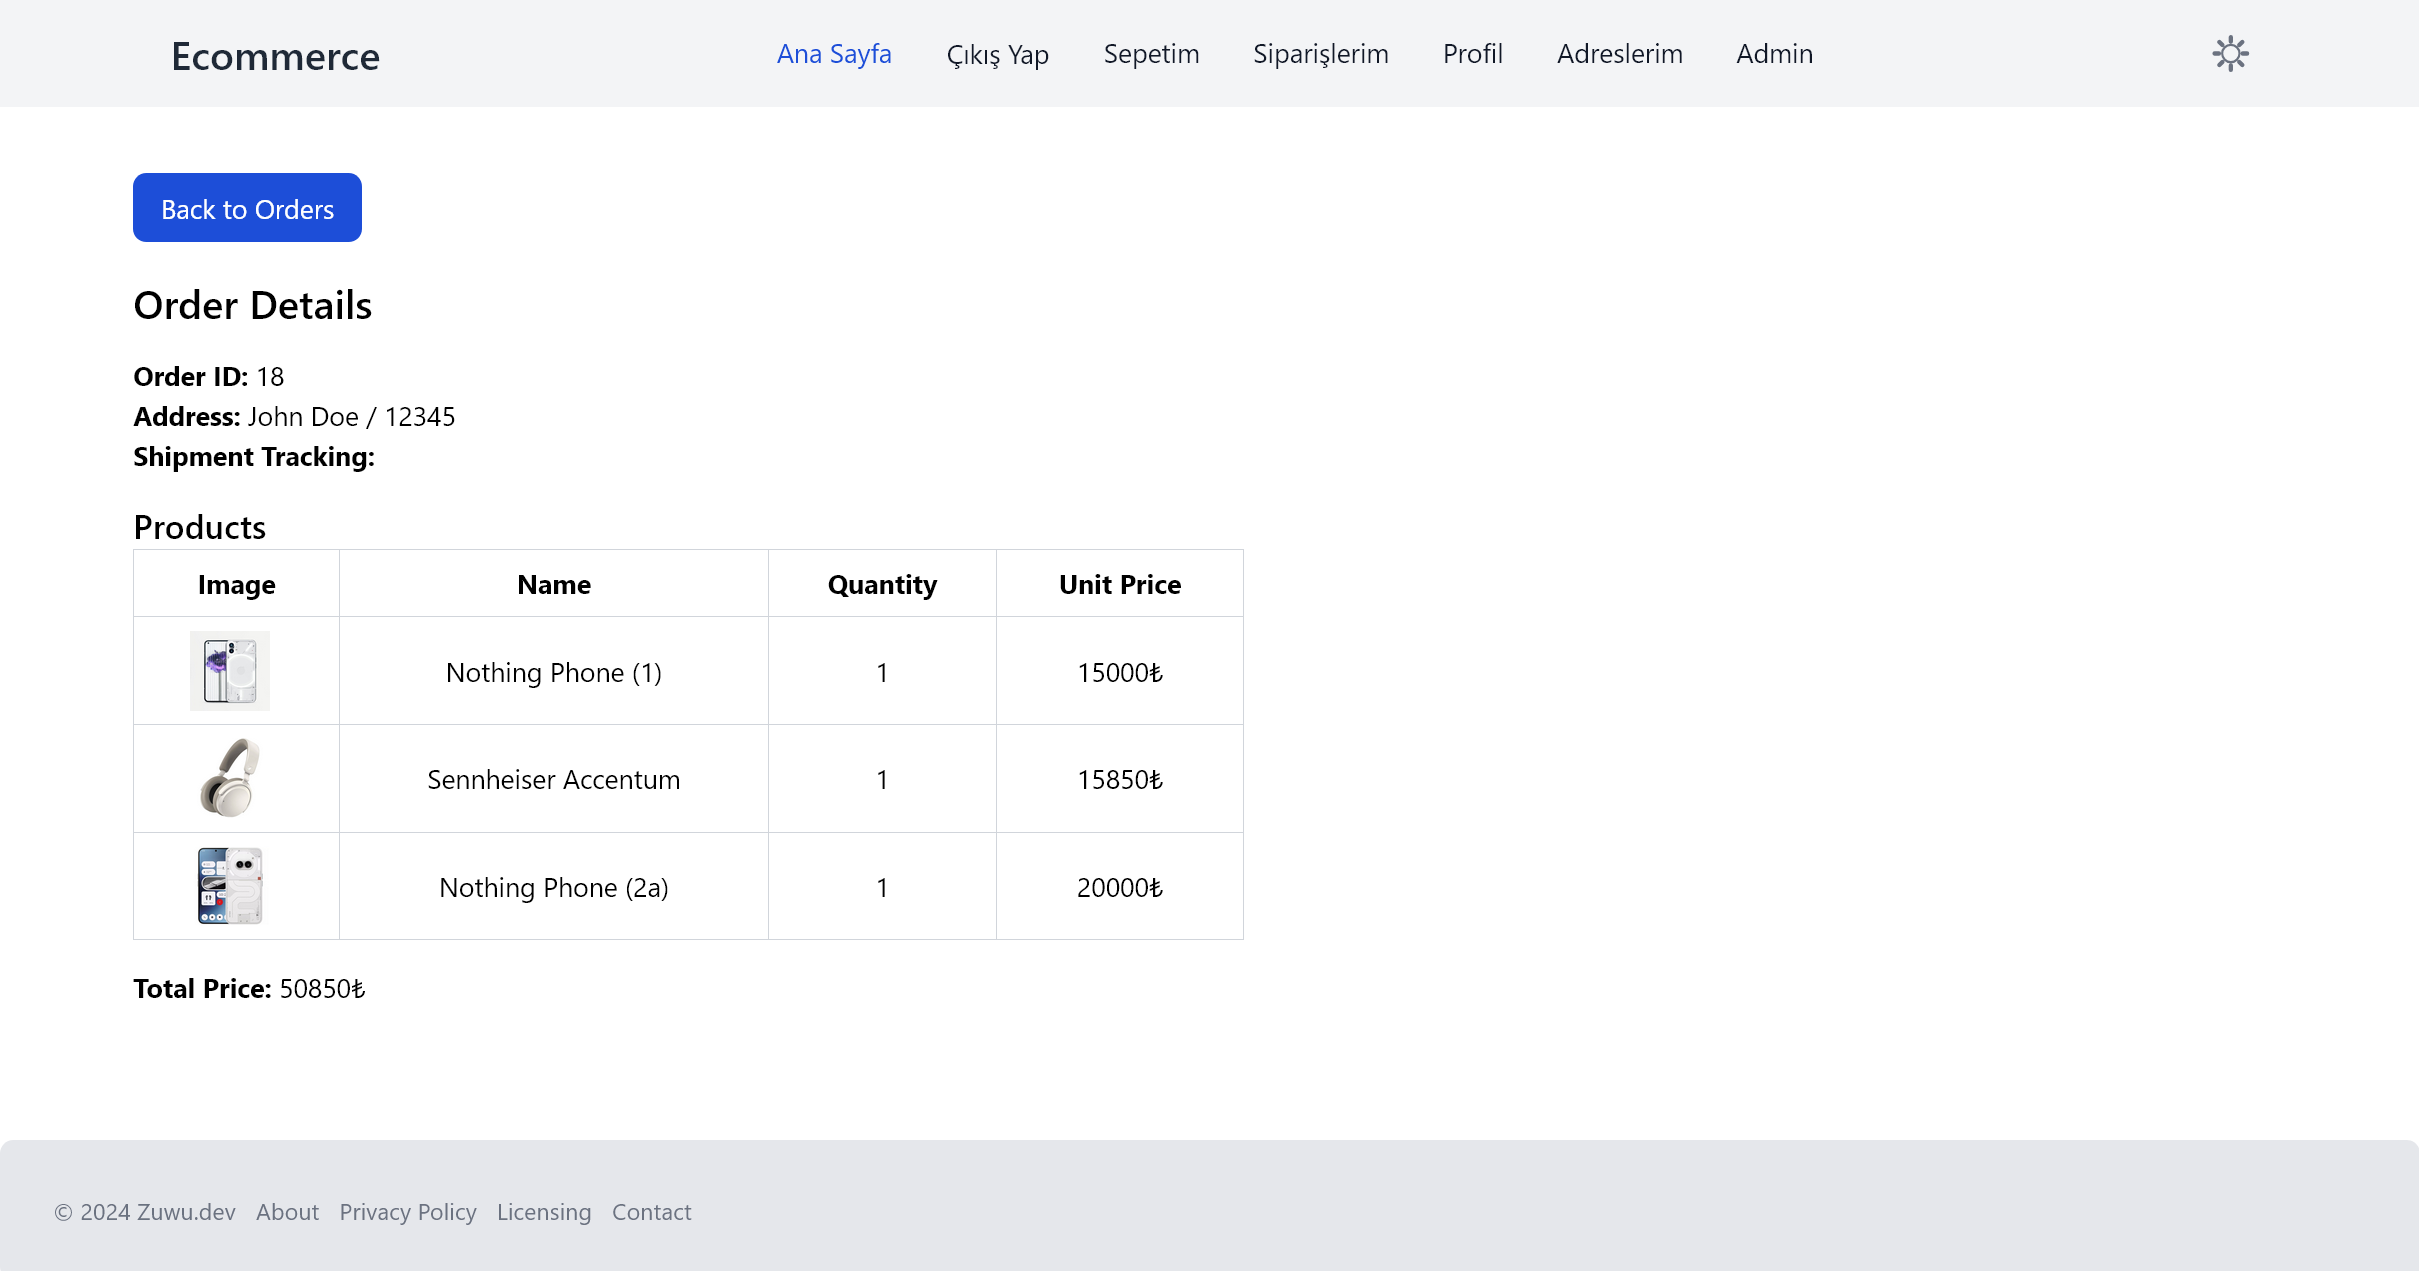 Ecommerce Ana Sayfa Çıkış Yap Sepetim Siparişlerim Profil Adreslerim Admin
Back to Orders
Order Details
Order ID: 18
Address: John Doe / 12345
Shipment Tracking:
Products
Image Name Quantity Unit Price
Nothing Phone (1) 1 15000₺
Sennheiser Accentum 1 15850₺
Nothing Phone (2a) 1 20000₺
Total Price: 50850₺
© 2024 Zuwu.dev About Privacy Policy Licensing Contact